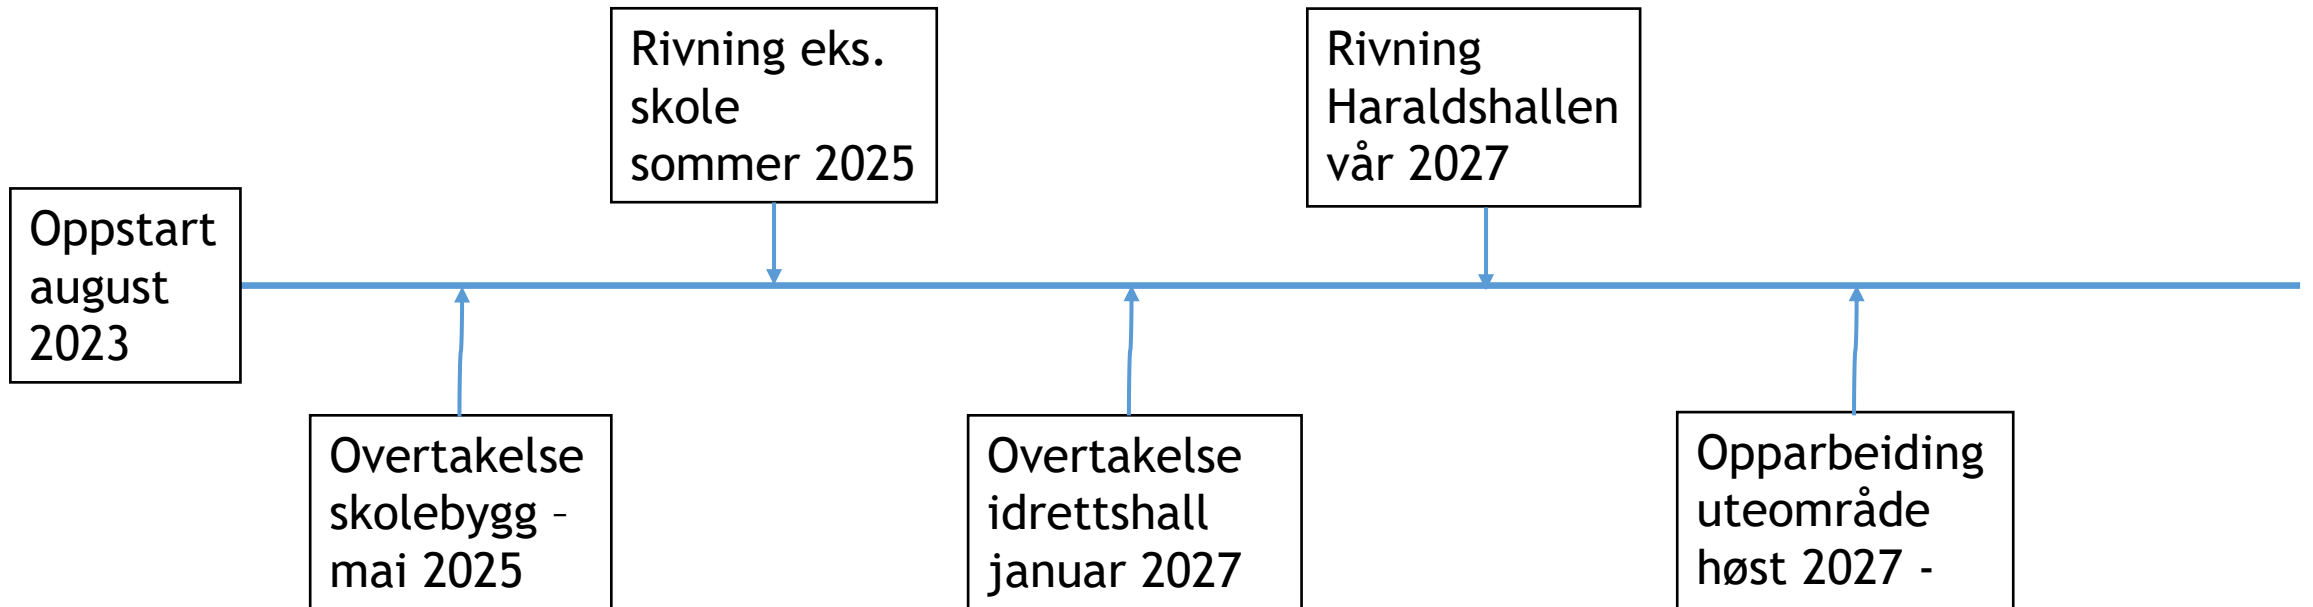 Oppstart
august
2023
Overtakelse
skolebygg –
mai 2025
Rivning eks.
skole
sommer 2025
Overtakelse
idrettshall
januar 2027
Rivning
Haraldshallen
vår 2027
Opparbeiding
uteområde
høst 2027 -